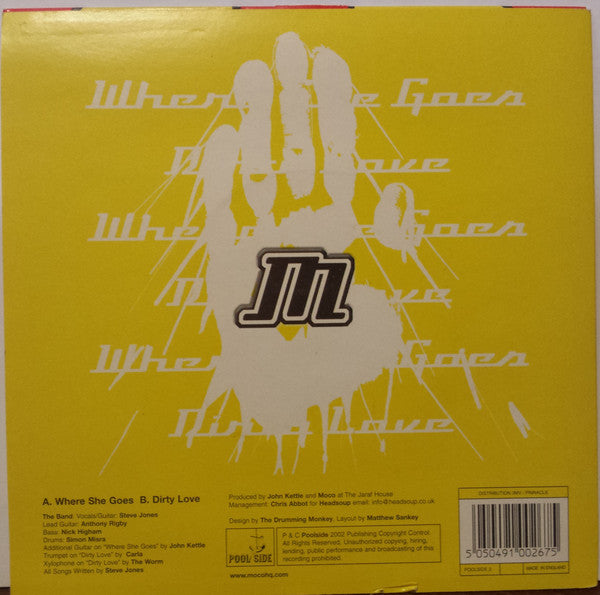 Where She Goes
Dirty Love
Where She Goes
Dirty Love
Where She Goes
Dirty Love
M
A. Where She Goes B. Dirty Love
The Band: Vocals/Guitar: Steve Jones
Lead Guitar: Anthony Rigby
Bass: Nick Higham
Drums: Simon Misra
Additional Guitar on "Where She Goes" by John Kettle
Trumpet on "Dirty Love" by Carla
Xylophone on "Dirty Love" by The Worm
All Songs Written by Steve Jones
Produced by John Kettle and Moco at The Jaraf House
Management: Chris Abbot for Headsoup email: info@headsoup.co.uk
Design by The Drumming Monkey, Layout by Matthew Sankey
POOL SIDE
P & C Poolside 2002 Publishing Copyright Control.
All Rights Reserved. Unauthorized copying, hiring,
lending, public performance and broadcasting of this
recording prohibited.
www.mocohq.com
DISTRIBUTION 3MV / PINNACLE
5 050491 002675
POOLSIDE 2
MADE IN ENGLAND